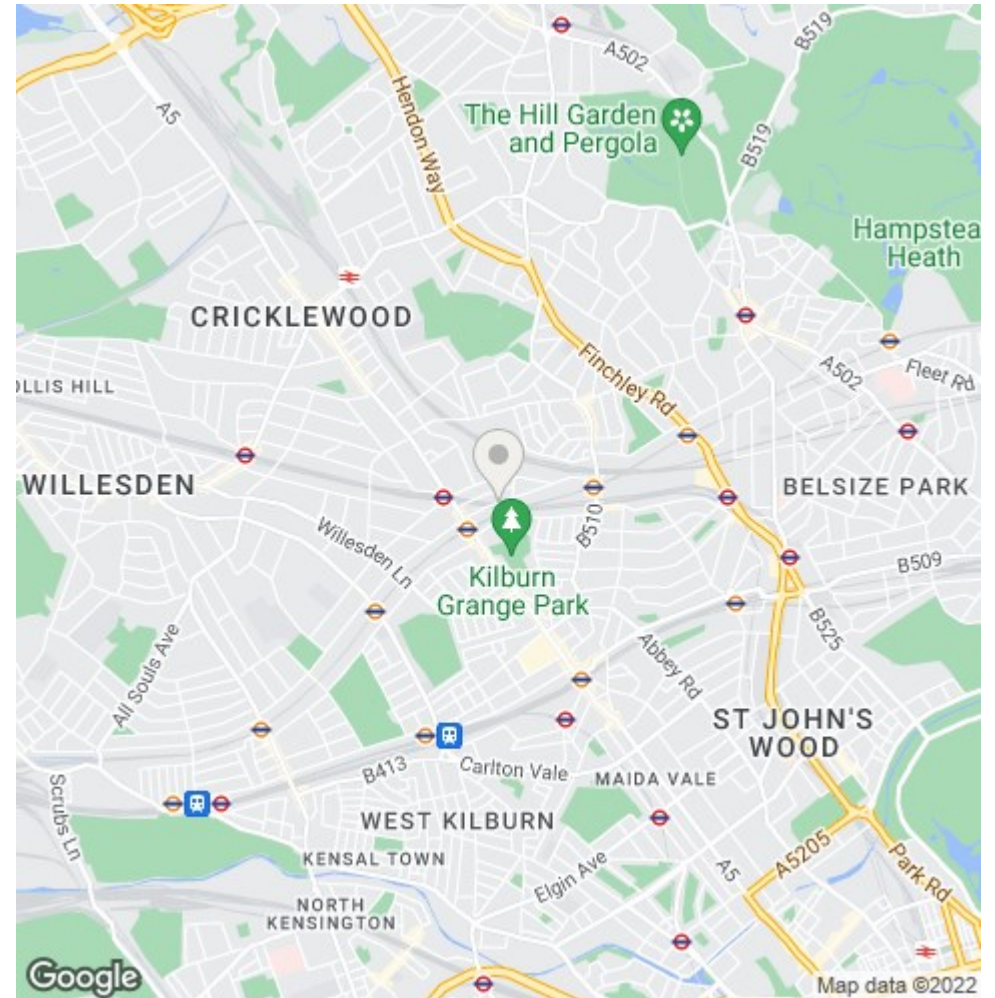 A502
B519
A5
Hendon Way
The Hill Garden
and Pergola
B519
Hampstea
Heath
CRICKLEWOOD
OLLIS HILL
Finchley Rd
A502
Fleet Rd
WILLESDEN
BELSIZE PARK
B510
Willesden Ln
Kilburn
Grange Park
B509
B525
Abbey Rd
All Souls Ave
ST JOHN'S
WOOD
B413
Carlton Vale
MAIDA VALE
Scrubs Ln
WEST KILBURN
KENSAL TOWN
A5205
Park Rd
Elgin Ave
A5
NORTH
KENSINGTON
Google
Map data ©2022